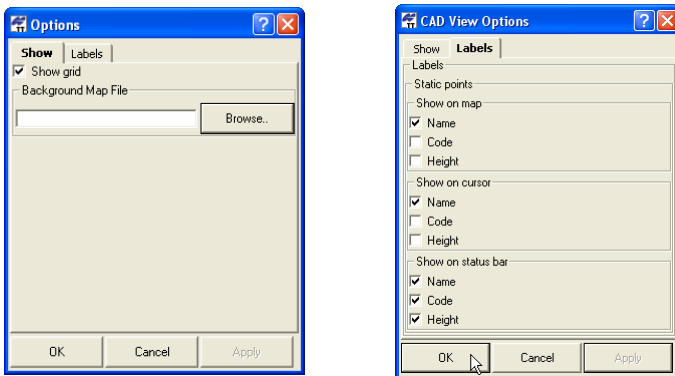 Options
Show Labels
Show grid
Background Map File
Browse..
OK Cancel Apply
CAD View Options
Show Labels
Labels
Static points
Show on map
Name
Code
Height
Show on cursor
Name
Code
Height
Show on status bar
Name
Code
Height
OK Cancel Apply